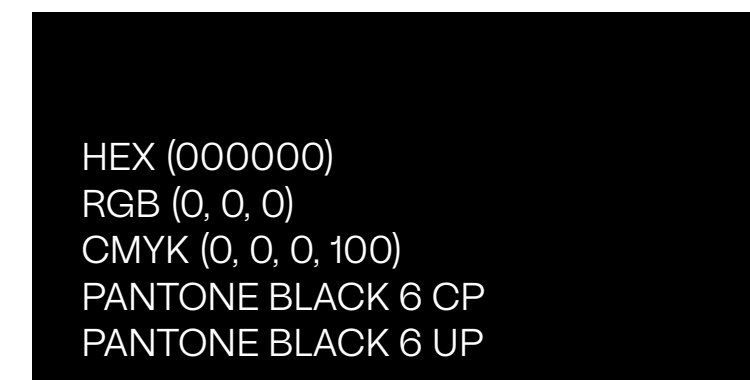 HEX (000000)
RGB (0, 0, 0)
CMYK (0, 0, 0, 100)
PANTONE BLACK 6 CP
PANTONE BLACK 6 UP